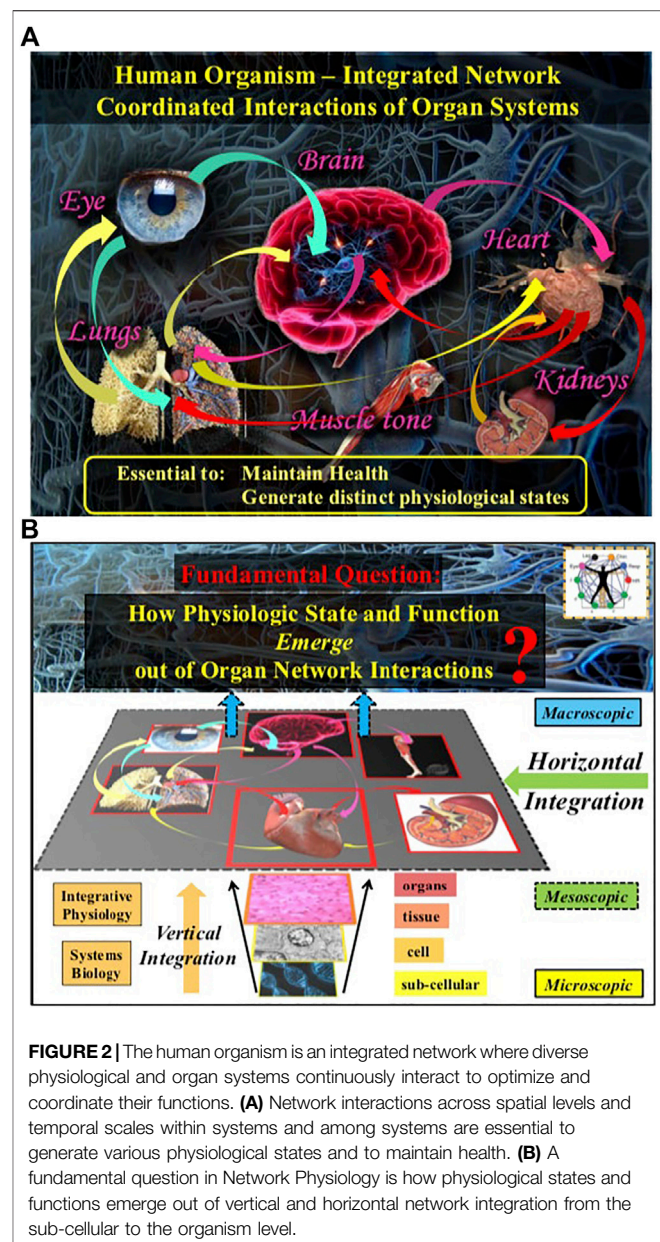 A
Human Organism – Integrated Network
Coordinated Interactions of Organ Systems
Brain
Eye
Heart
Lungs
Kidneys
Muscle tone
Essential to: Maintain Health
Generate distinct physiological states
B
Fundamental Question:
How Physiologic State and Function
Emerge
out of Organ Network Interactions
?
Macroscopic
Horizontal
Integration
Integrative
Physiology
Systems
Biology
Vertical
Integration
organs
tissue
cell
sub-cellular
Mesoscopic
Microscopic
FIGURE 2 | The human organism is an integrated network where diverse
physiological and organ systems continuously interact to optimize and
coordinate their functions. (A) Network interactions across spatial levels and
temporal scales within systems and among systems are essential to
generate various physiological states and to maintain health. (B) A
fundamental question in Network Physiology is how physiological states and
functions emerge out of vertical and horizontal network integration from the
sub-cellular to the organism level.